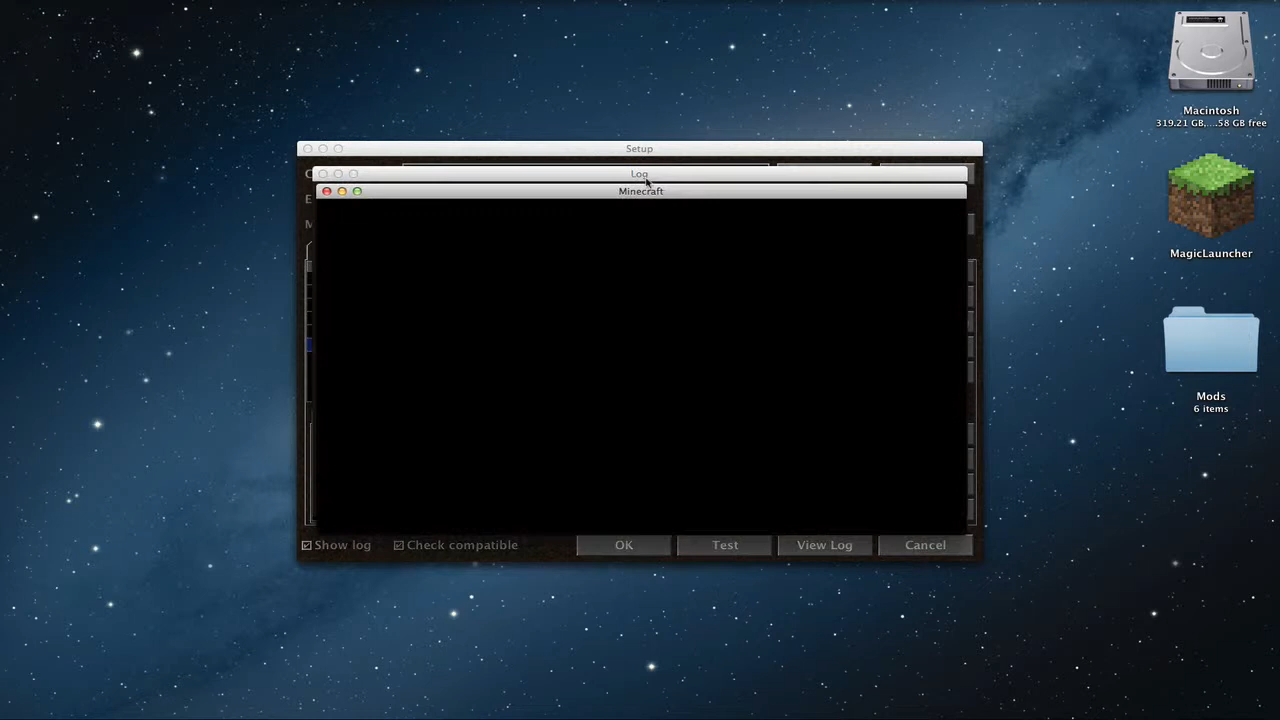 Macintosh
319.21 GB,....58 GB free
Setup
Log
Minecraft
MagicLauncher
Mods
6 items
Show log
Check compatible
OK
Test
View Log
Cancel